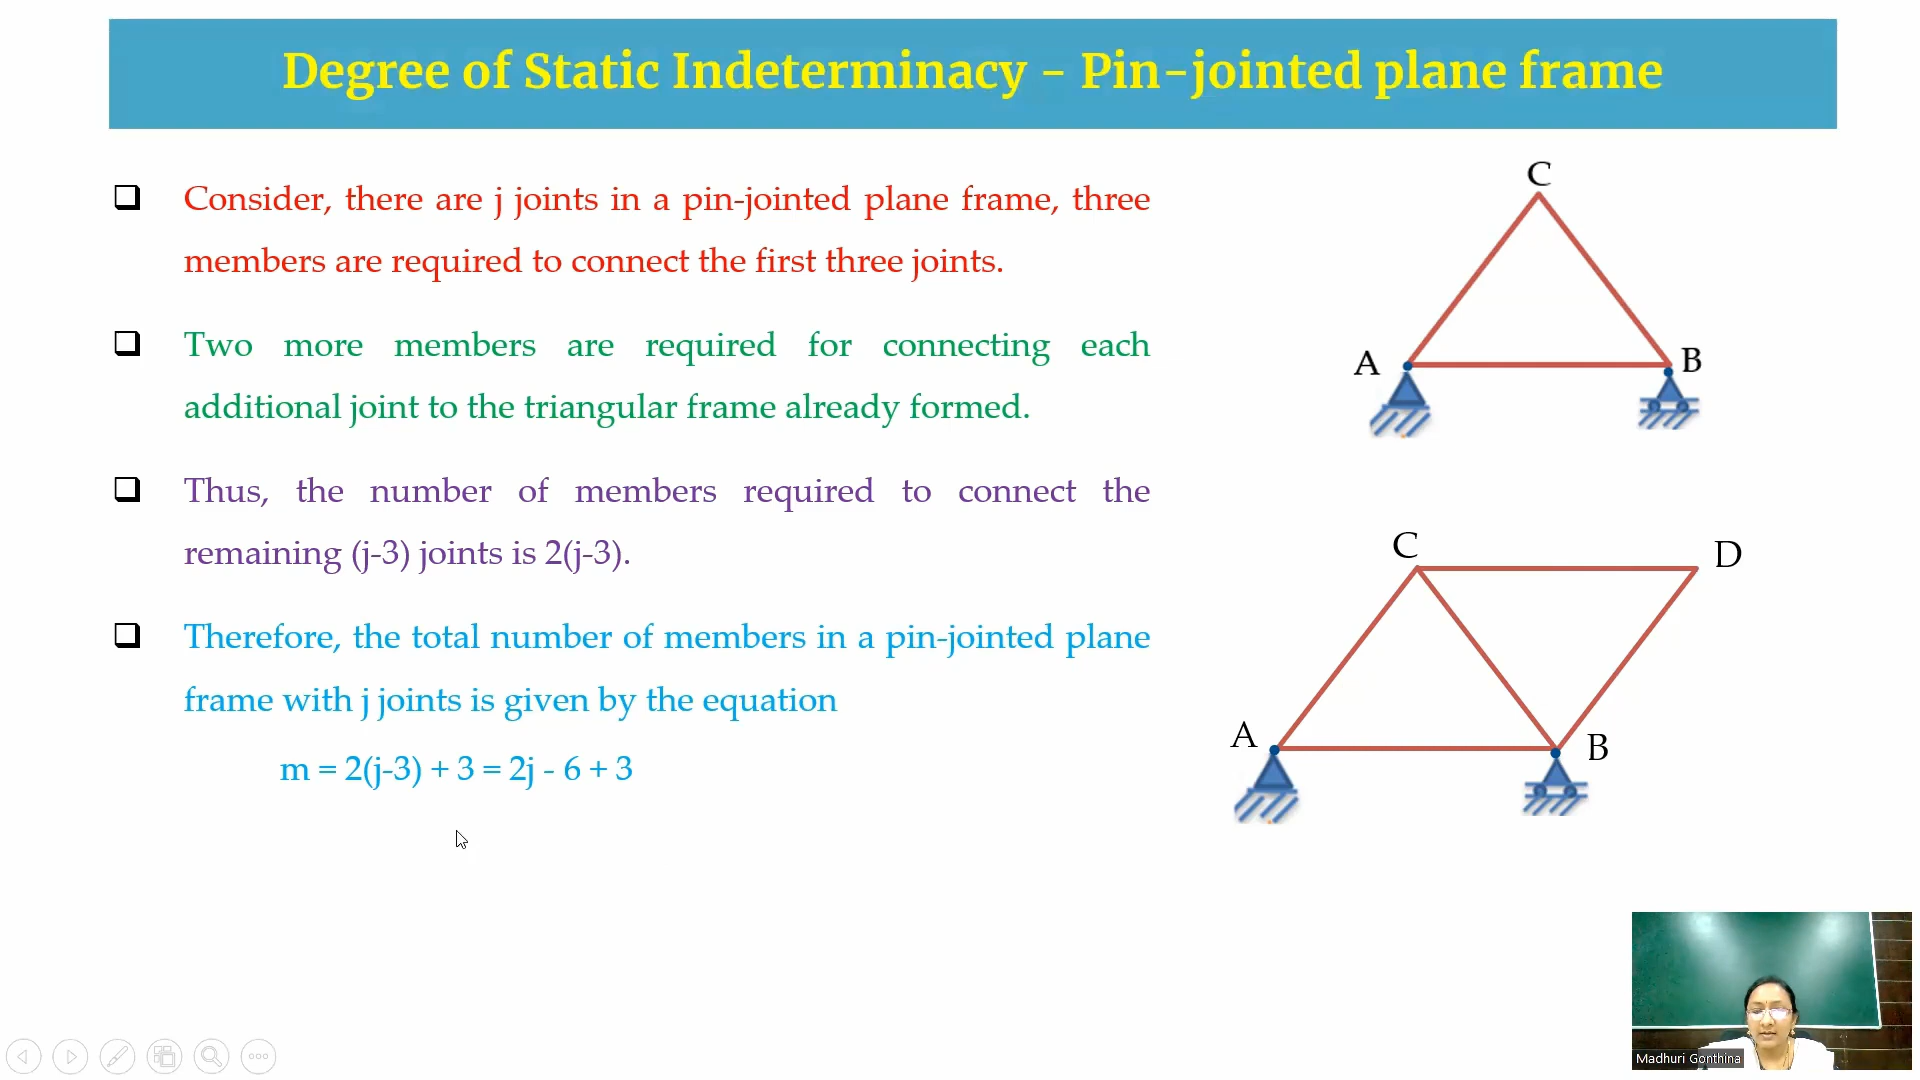 Degree of Static Indeterminacy - Pin-jointed plane frame
Consider, there are j joints in a pin-jointed plane frame, three
members are required to connect the first three joints.
Two more members are required for connecting each
additional joint to the triangular frame already formed.
Thus, the number of members required to connect the
remaining (j-3) joints is 2(j-3).
Therefore, the total number of members in a pin-jointed plane
frame with j joints is given by the equation
m = 2(j-3) + 3 = 2j - 6 + 3
C
A
B
C
D
A
B
Madhuri Gonthina